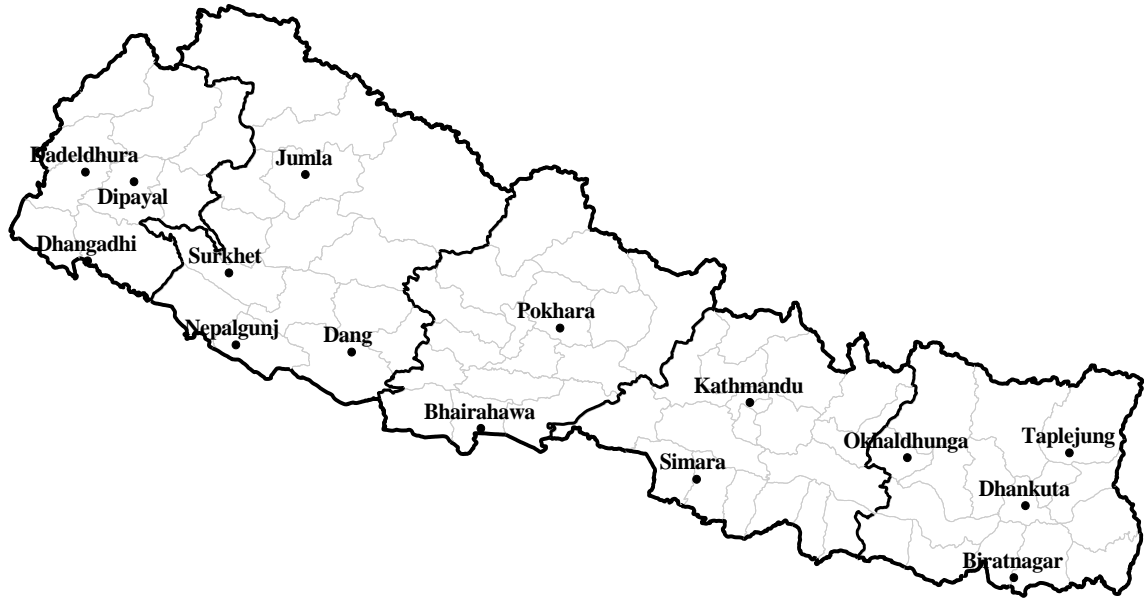 Dadeldhura
Jumla
Dipayal
Dhangadhi
Surkhet
Pokhara
Nepalgunj
Dang
Kathmandu
Bhairahawa
Okhaldhunga
Taplejung
Simara
Dhankuta
Biratnagar